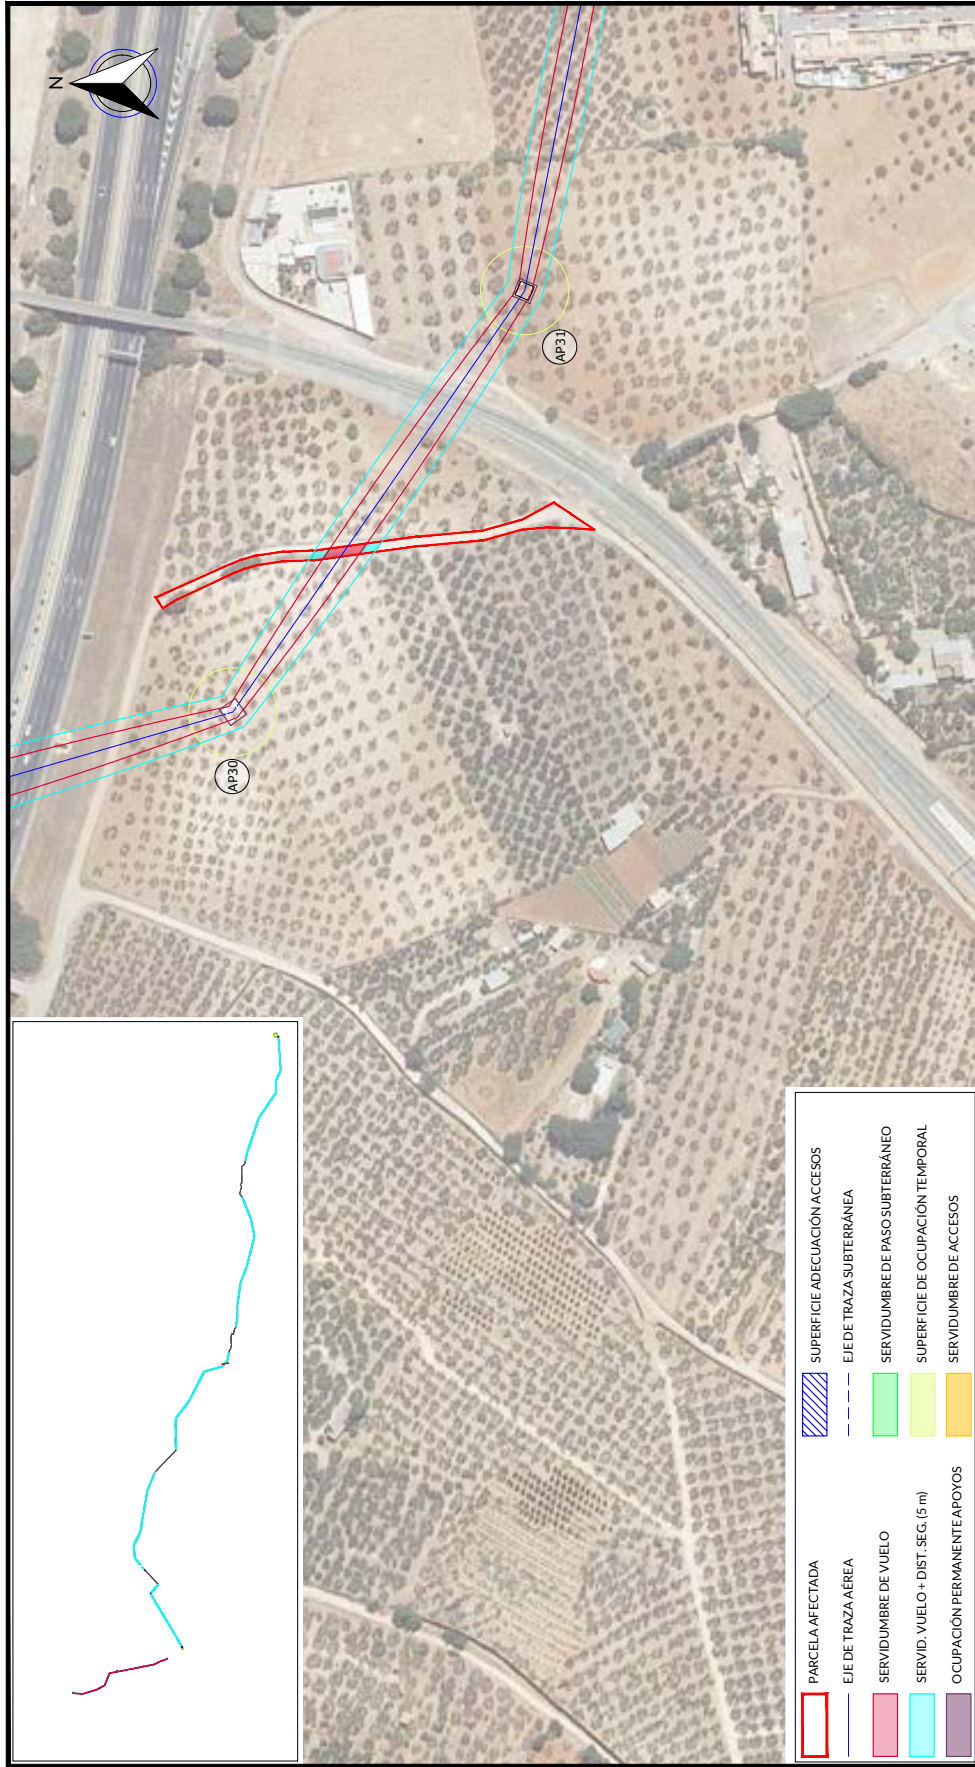 N
AP31
AP30
PARCELA AFECTADA
EJE DE TRAZA AÉREA
SERVIDUMBRE DE VUELO
SERVID. VUELO + DIST. SEG. (5 m)
OCUPACIÓN PERMANENTE APOYOS
SUPERFICIE ADECUACIÓN ACCESOS
EJE DE TRAZA SUBTERRÁNEA
SERVIDUMBRE DE PASO SUBTERRÁNEO
SUPERFICIE DE OCUPACIÓN TEMPORAL
SERVIDUMBRE DE ACCESOS